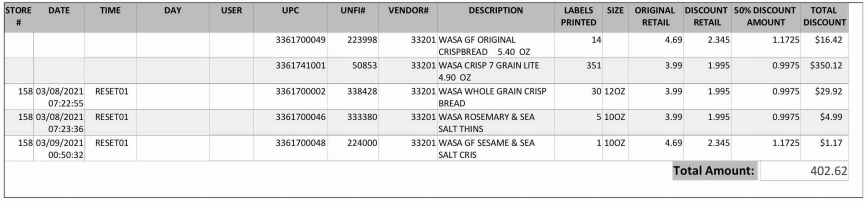 STORE # DATE TIME DAY USER UPC UNFI# VENDOR# DESCRIPTION LABELS PRINTED SIZE ORIGINAL RETAIL DISCOUNT RETAIL 50% DISCOUNT AMOUNT TOTAL DISCOUNT
3361700049 223998 33201 WASA GF ORIGINAL CRISPBREAD 5.40 OZ 14 4.69 2.345 1.1725 $16.42
3361741001 50853 33201 WASA CRISP 7 GRAIN LITE 4.90 OZ 351 3.99 1.995 0.9975 $350.12
158 03/08/2021 07:22:55 RESET01 3361700002 338428 33201 WASA WHOLE GRAIN CRISP BREAD 30 12OZ 3.99 1.995 0.9975 $29.92
158 03/08/2021 07:23:36 RESET01 3361700046 333380 33201 WASA ROSEMARY & SEA SALT THINS 5 10OZ 3.99 1.995 0.9975 $4.99
158 03/09/2021 00:50:32 RESET01 3361700048 224000 33201 WASA GF SESAME & SEA SALT CRIS 1 10OZ 4.69 2.345 1.1725 $1.17
Total Amount: 402.62